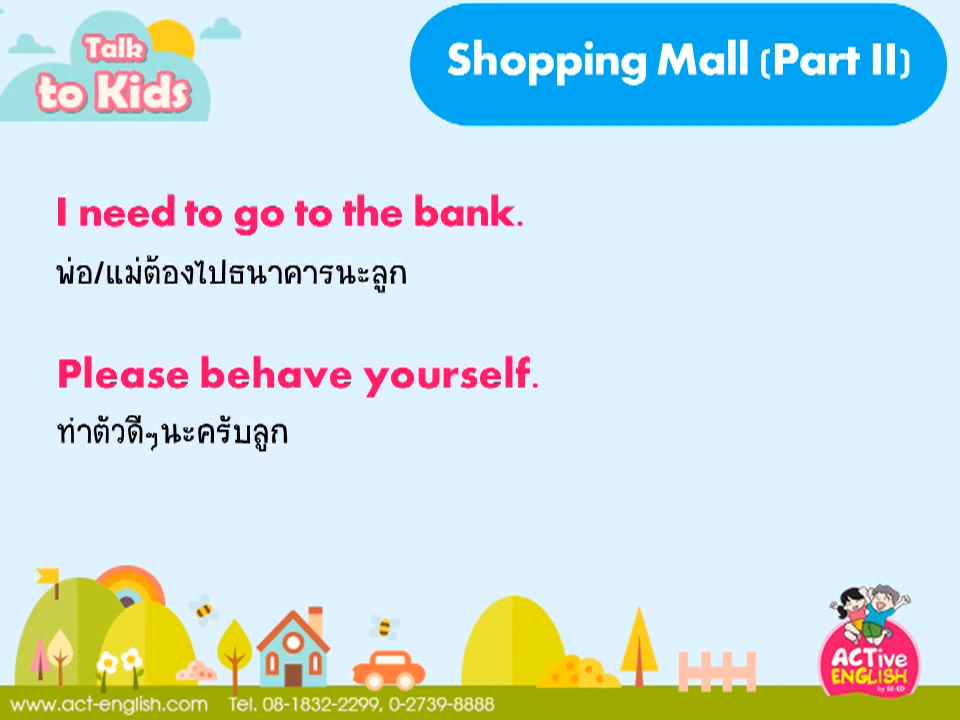 Talk
to Kids
Shopping Mall (Part II)
I need to go to the bank.
พ่อ/แม่ต้องไปธนาคารนะลูก
Please behave yourself.
ทำตัวดีๆนะครับลูก
ACTive
ENGLISH
by SE-ED
www.act-english.com Tel. 08-1832-2299, 0-2739-8888